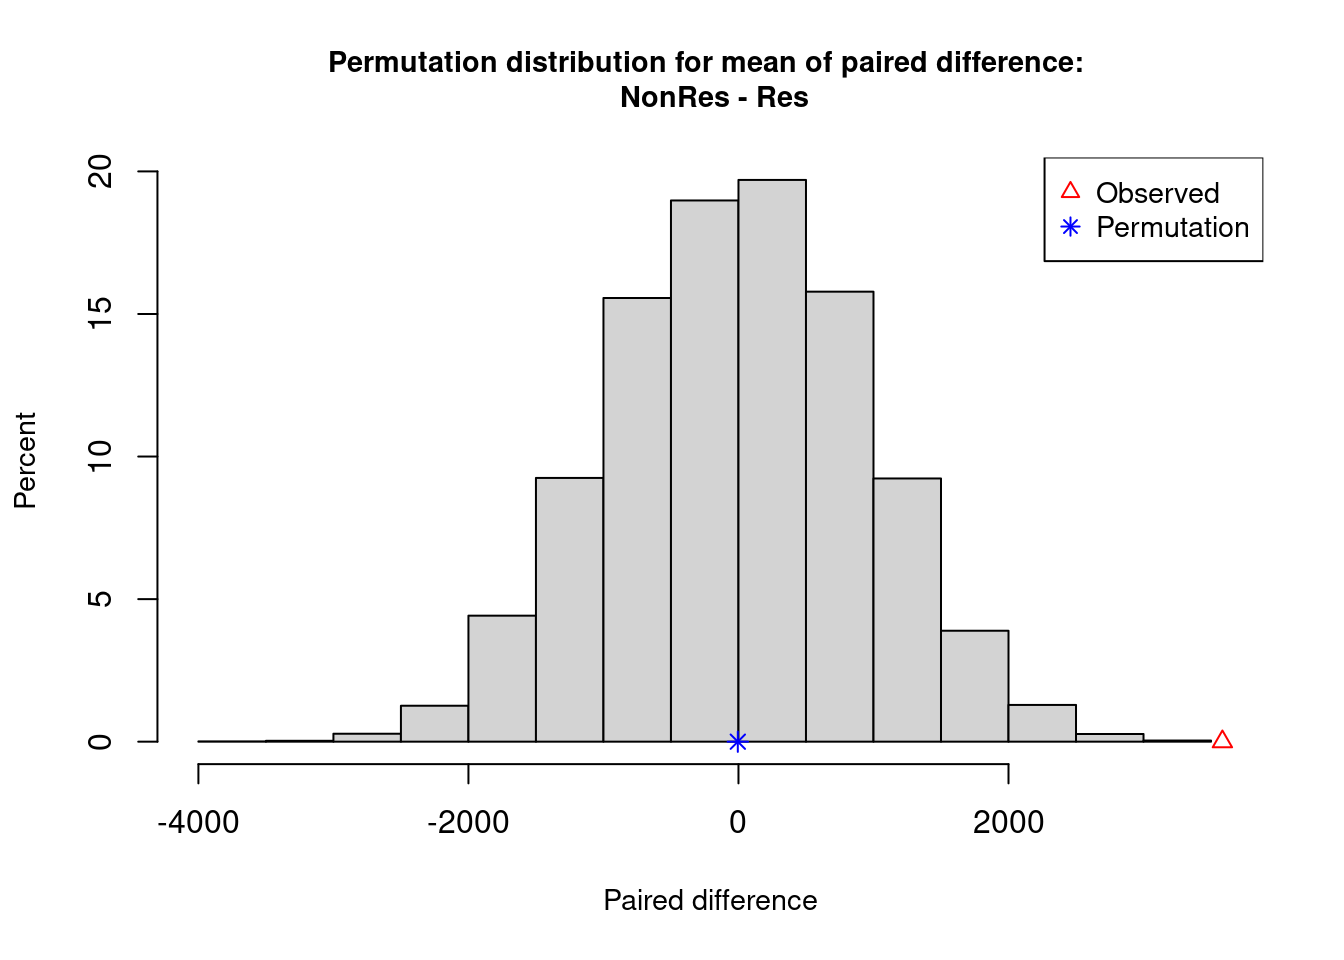 Permutation distribution for mean of paired difference:
NonRes - Res
Observed
Permutation
Percent
20
15
10
5
0
-4000
-2000
0
2000
Paired difference